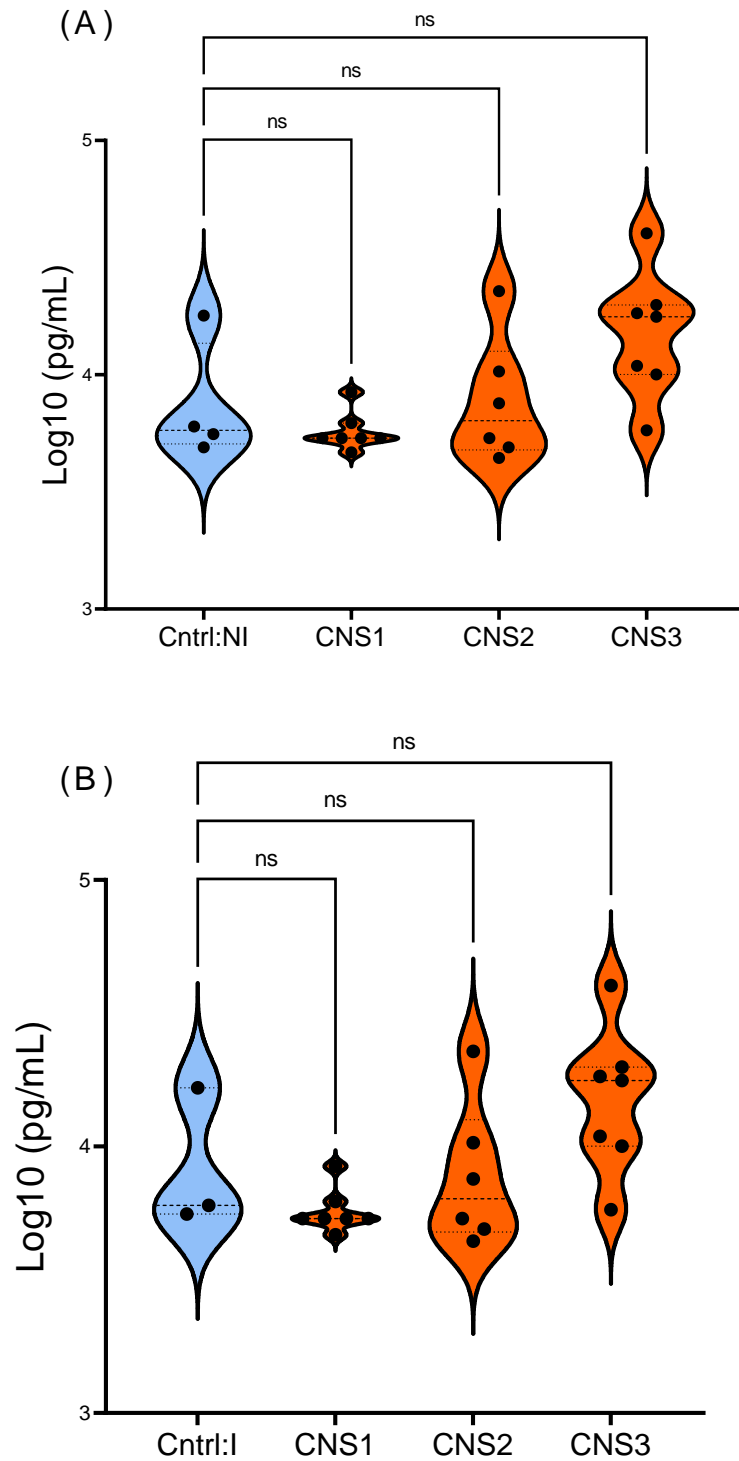 (A)
ns
ns
ns
5
4
3
Log10 (pg/mL)
Cntrl:NI CNS1 CNS2 CNS3
(B)
ns
ns
ns
5
4
3
Log10 (pg/mL)
Cntrl:I CNS1 CNS2 CNS3